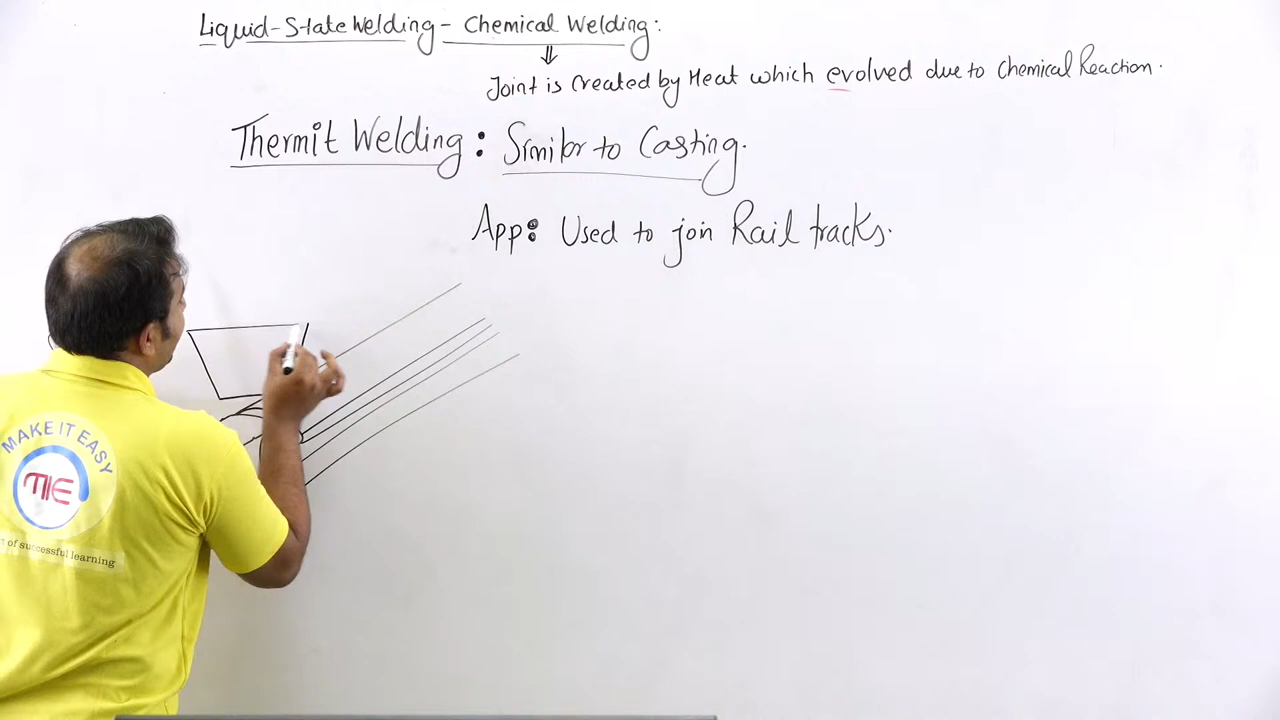 Liquid-State Welding - Chemical Welding:
⇓
Joint is Created by Heat which evolved due to Chemical Reaction.
Thermit Welding: Similar to Casting.
App: Used to join Rail tracks.
MAKE IT EASY
MIE
of successful learning